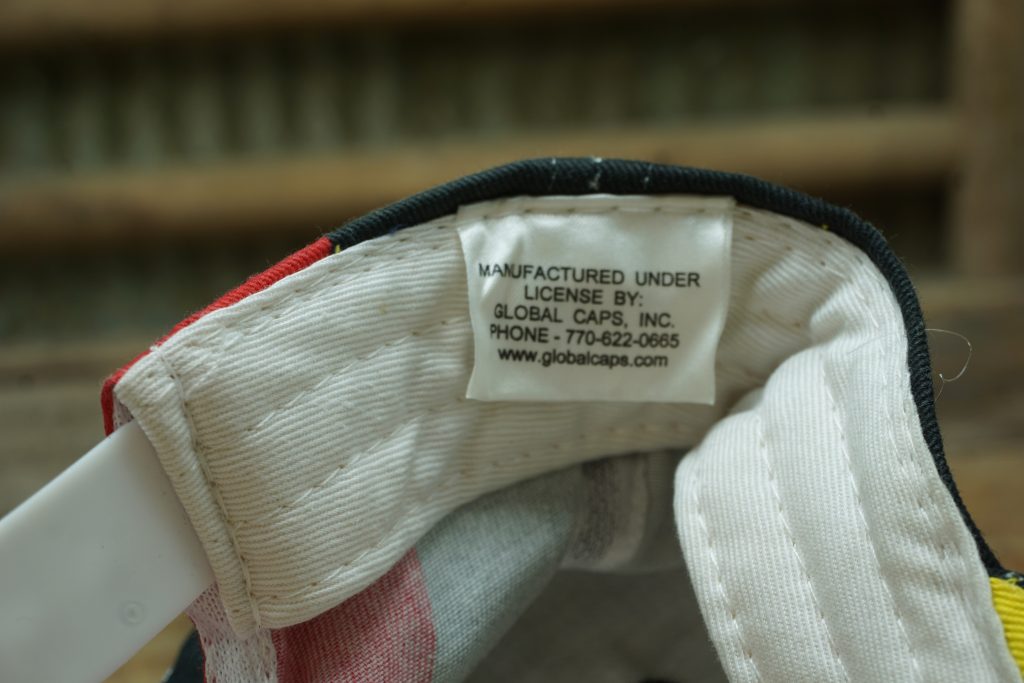 MANUFACTURED UNDER
LICENSE BY:
GLOBAL CAPS, INC.
PHONE - 770-622-0665
www.globalcaps.com